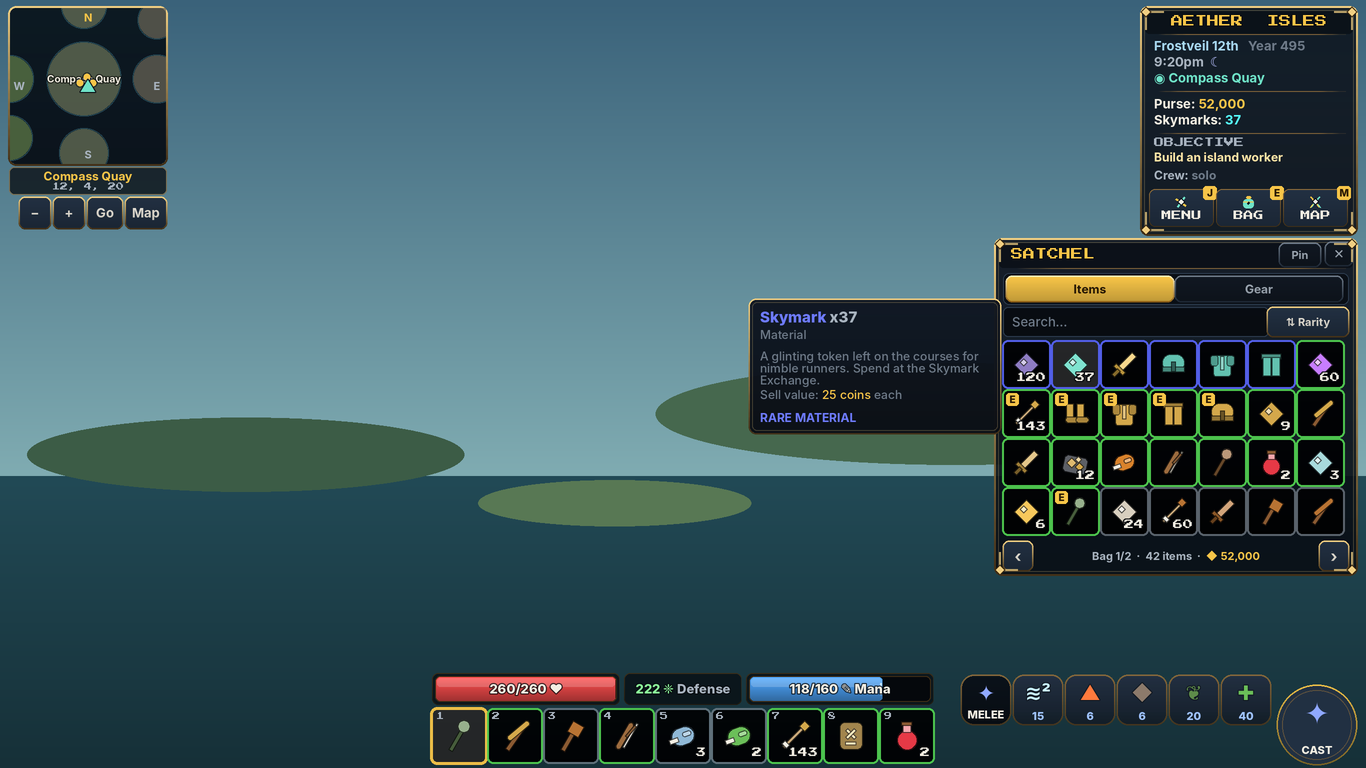 N
W
Compass Quay
E
S
Compass Quay
12, 4, 20
−
+
Go
Map
AETHER ISLES
Frostveil 12th Year 495
9:20pm ☾
◉ Compass Quay
Purse: 52,000
Skymarks: 37
OBJECTIVE
Build an island worker
Crew: solo
J
E
M
MENU
BAG
MAP
SATCHEL
Pin
×
Items
Gear
Search...
⇅ Rarity
120
37
60
E
E
E
E
E
143
9
12
2
3
E
6
24
60
‹
Bag 1/2 · 42 items · ◆ 52,000
›
Skymark x37
Material
A glinting token left on the courses for
nimble runners. Spend at the Skymark
Exchange.
Sell value: 25 coins each
RARE MATERIAL
260/260 ♥
222 Defense
118/160 ✎ Mana
1
2
3
4
5
6
7
8
9
3
2
143
2
MELEE
2
15
6
6
20
40
CAST